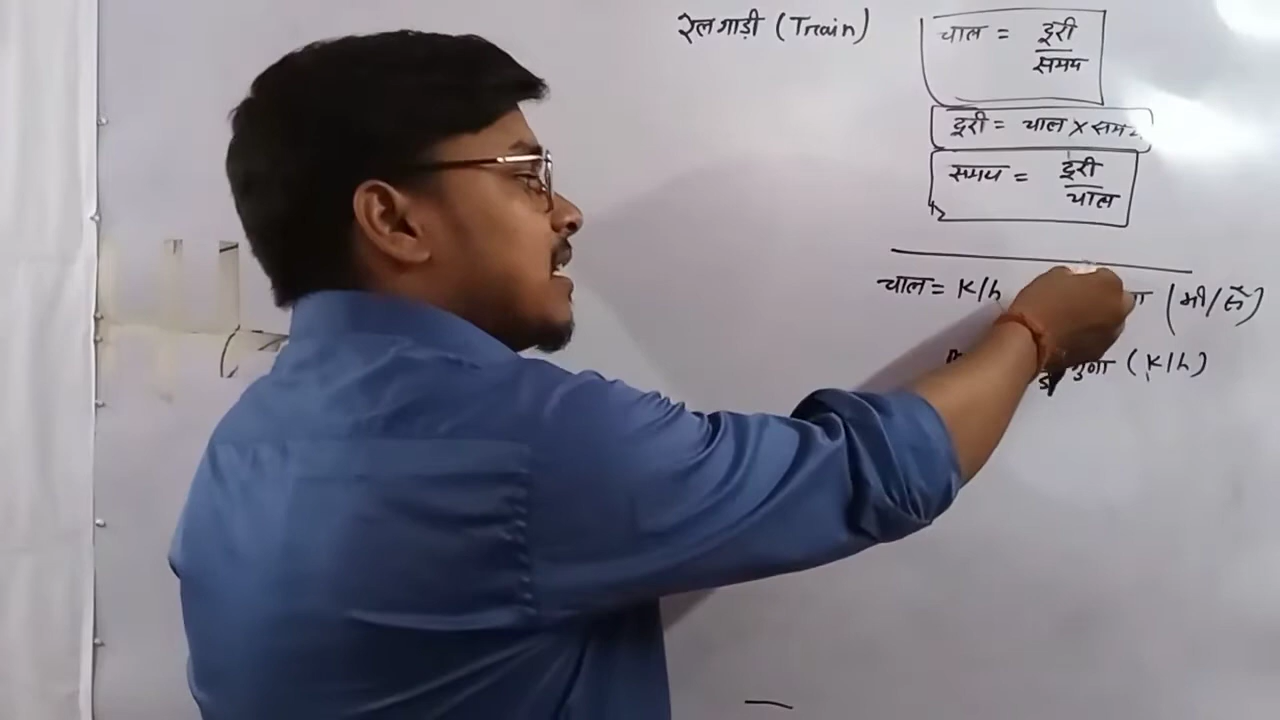 रेलगाड़ी (Train)
चाल = दूरी
समय
दूरी = चाल × समय
समय = दूरी
चाल
चाल = K/h
(मी/से)
गुणा (K/h)